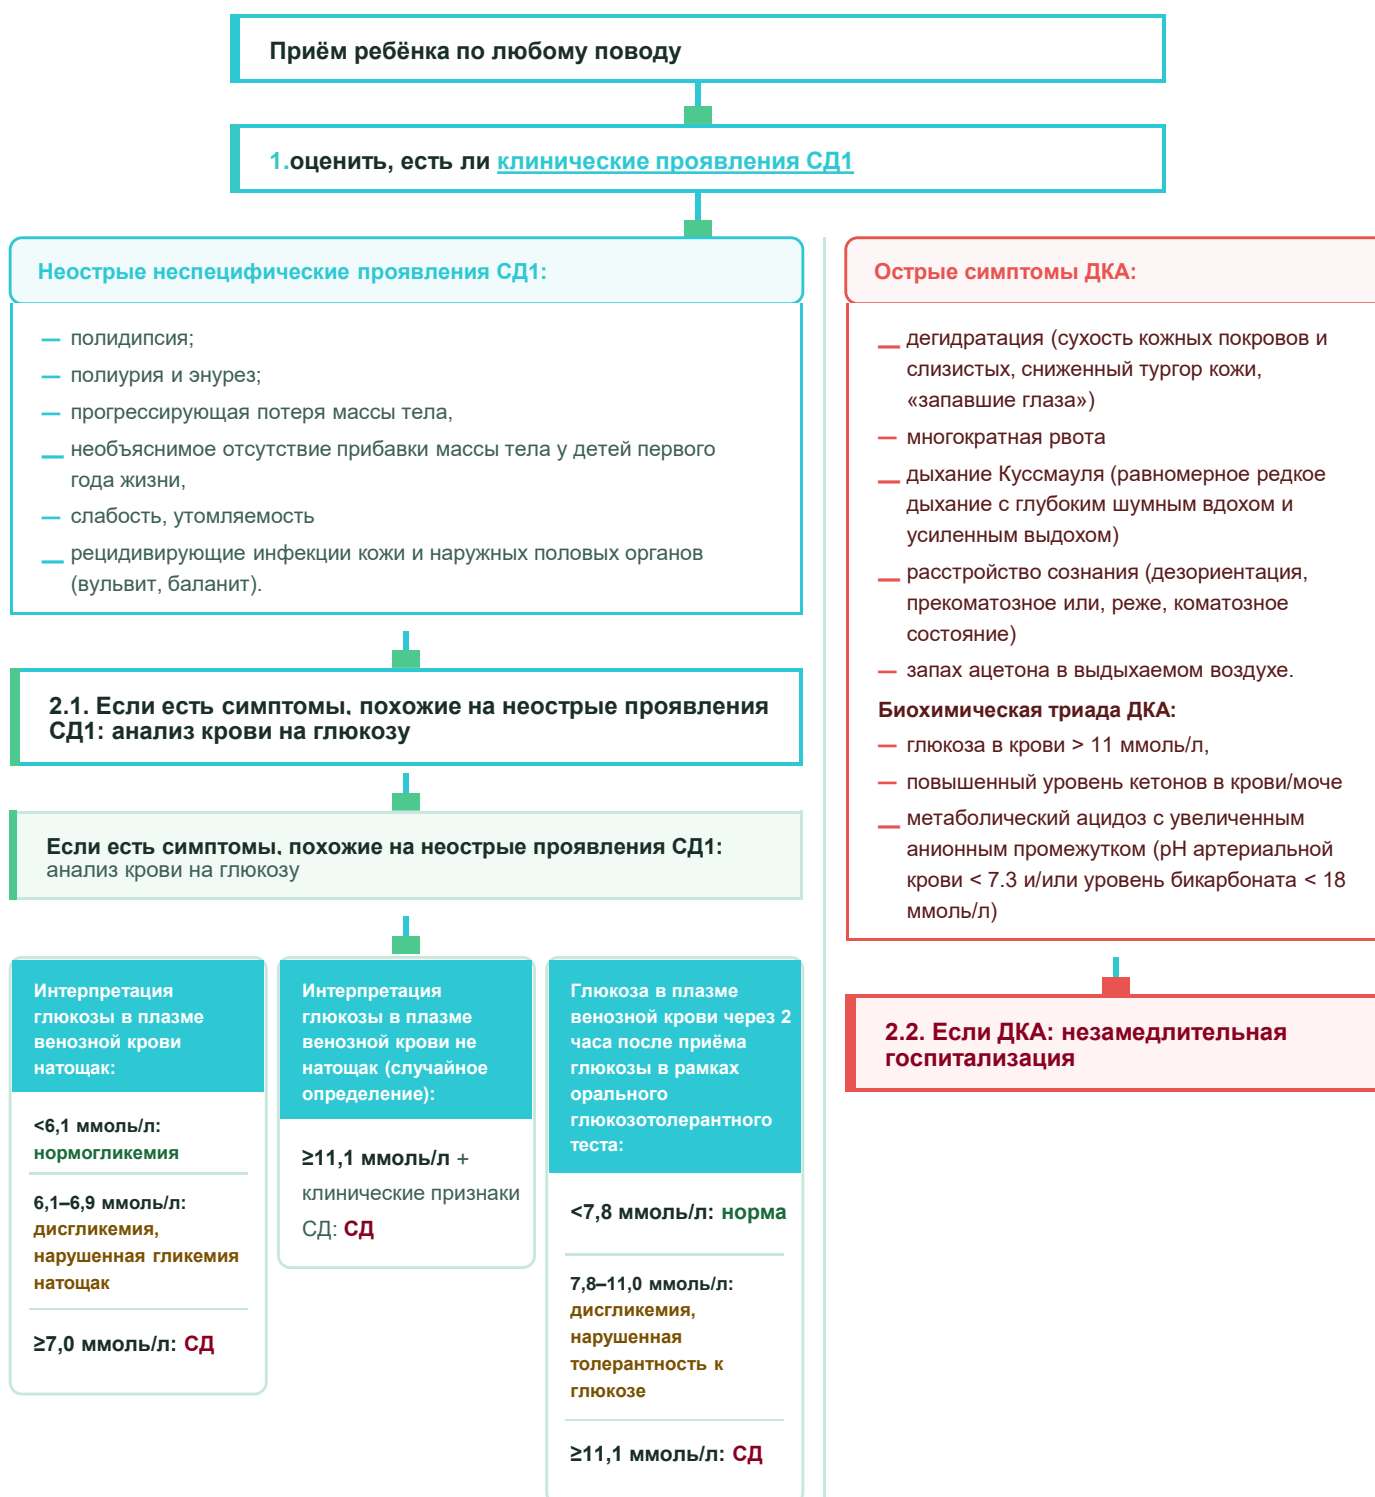 Приём ребёнка по любому поводу
1.оценить, есть ли клинические проявления СД1
Неострые неспецифические проявления СД1:
— полидипсия;
— полиурия и энурез;
— прогрессирующая потеря массы тела,
— необъяснимое отсутствие прибавки массы тела у детей первого
года жизни,
— слабость, утомляемость
— рецидивирующие инфекции кожи и наружных половых органов
(вульвит, баланит).
2.1. Если есть симптомы, похожие на неострые проявления
СД1: анализ крови на глюкозу
Если есть симптомы, похожие на неострые проявления СД1:
анализ крови на глюкозу
Интерпретация
глюкозы в плазме
венозной крови
натощак:
<6,1 ммоль/л:
нормогликемия
6,1–6,9 ммоль/л:
дисгликемия,
нарушенная гликемия
натощак
≥7,0 ммоль/л: СД
Интерпретация
глюкозы в плазме
венозной крови не
натощак (случайное
определение):
≥11,1 ммоль/л +
клинические признаки
СД: СД
Глюкоза в плазме
венозной крови через 2
часа после приёма
глюкозы в рамках
орального
глюкозотолерантного
теста:
<7,8 ммоль/л: норма
7,8–11,0 ммоль/л:
дисгликемия,
нарушенная
толерантность к
глюкозе
≥11,1 ммоль/л: СД
Острые симптомы ДКА:
— дегидратация (сухость кожных покровов и
слизистых, сниженный тургор кожи,
«запавшие глаза»)
— многократная рвота
— дыхание Куссмауля (равномерное редкое
дыхание с глубоким шумным вдохом и
усиленным выдохом)
— расстройство сознания (дезориентация,
прекоматозное или, реже, коматозное
состояние)
— запах ацетона в выдыхаемом воздухе.
Биохимическая триада ДКА:
— глюкоза в крови > 11 ммоль/л,
— повышенный уровень кетонов в крови/моче
— метаболический ацидоз с увеличенным
анионным промежутком (pH артериальной
крови < 7.3 и/или уровень бикарбоната < 18
ммоль/л)
2.2. Если ДКА: незамедлительная
госпитализация